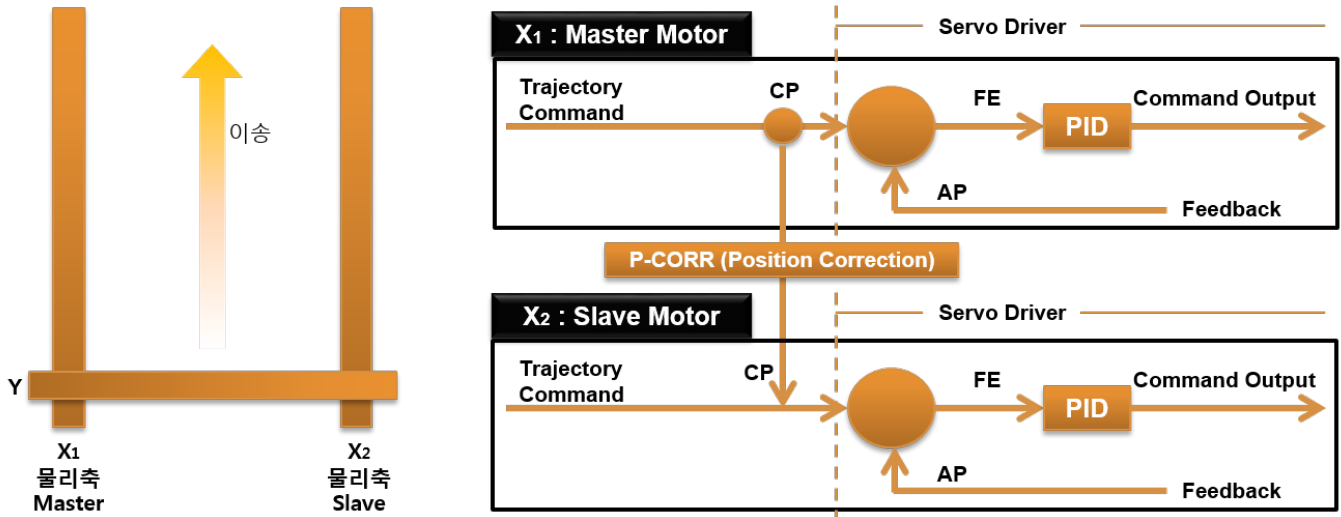 이송
Y
X1
물리축
Master
X2
물리축
Slave
X1 : Master Motor
Servo Driver
Trajectory
Command
CP
FE
PID
Command Output
AP
Feedback
P-CORR (Position Correction)
X2 : Slave Motor
Servo Driver
Trajectory
Command
CP
FE
PID
Command Output
AP
Feedback